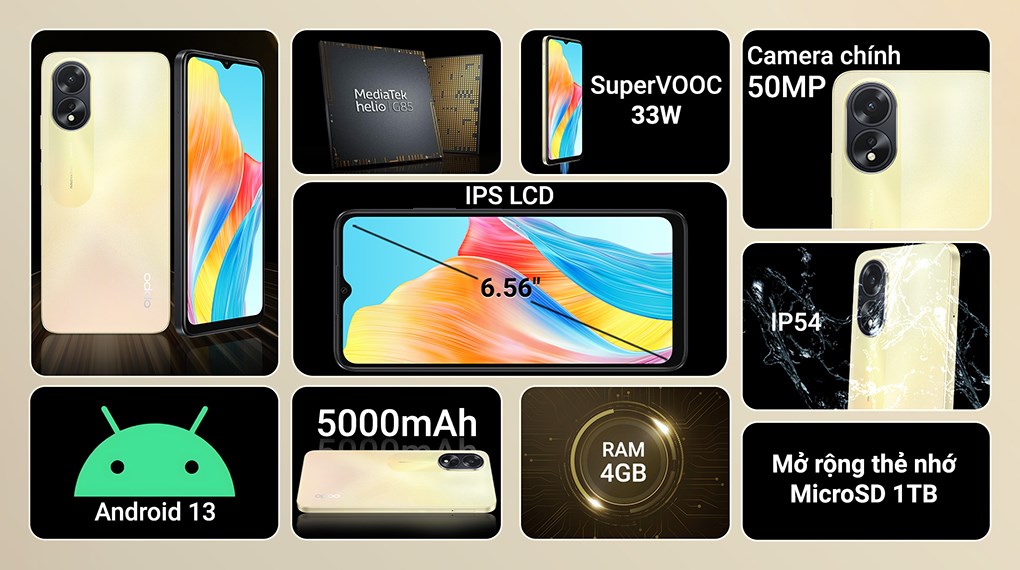 oppo
MediaTek
helio G85
SuperVOOC
33W
Camera chính
50MP
IPS LCD
6.56"
IP54
Android 13
5000mAh
RAM
4GB
Mở rộng thẻ nhớ
MicroSD 1TB